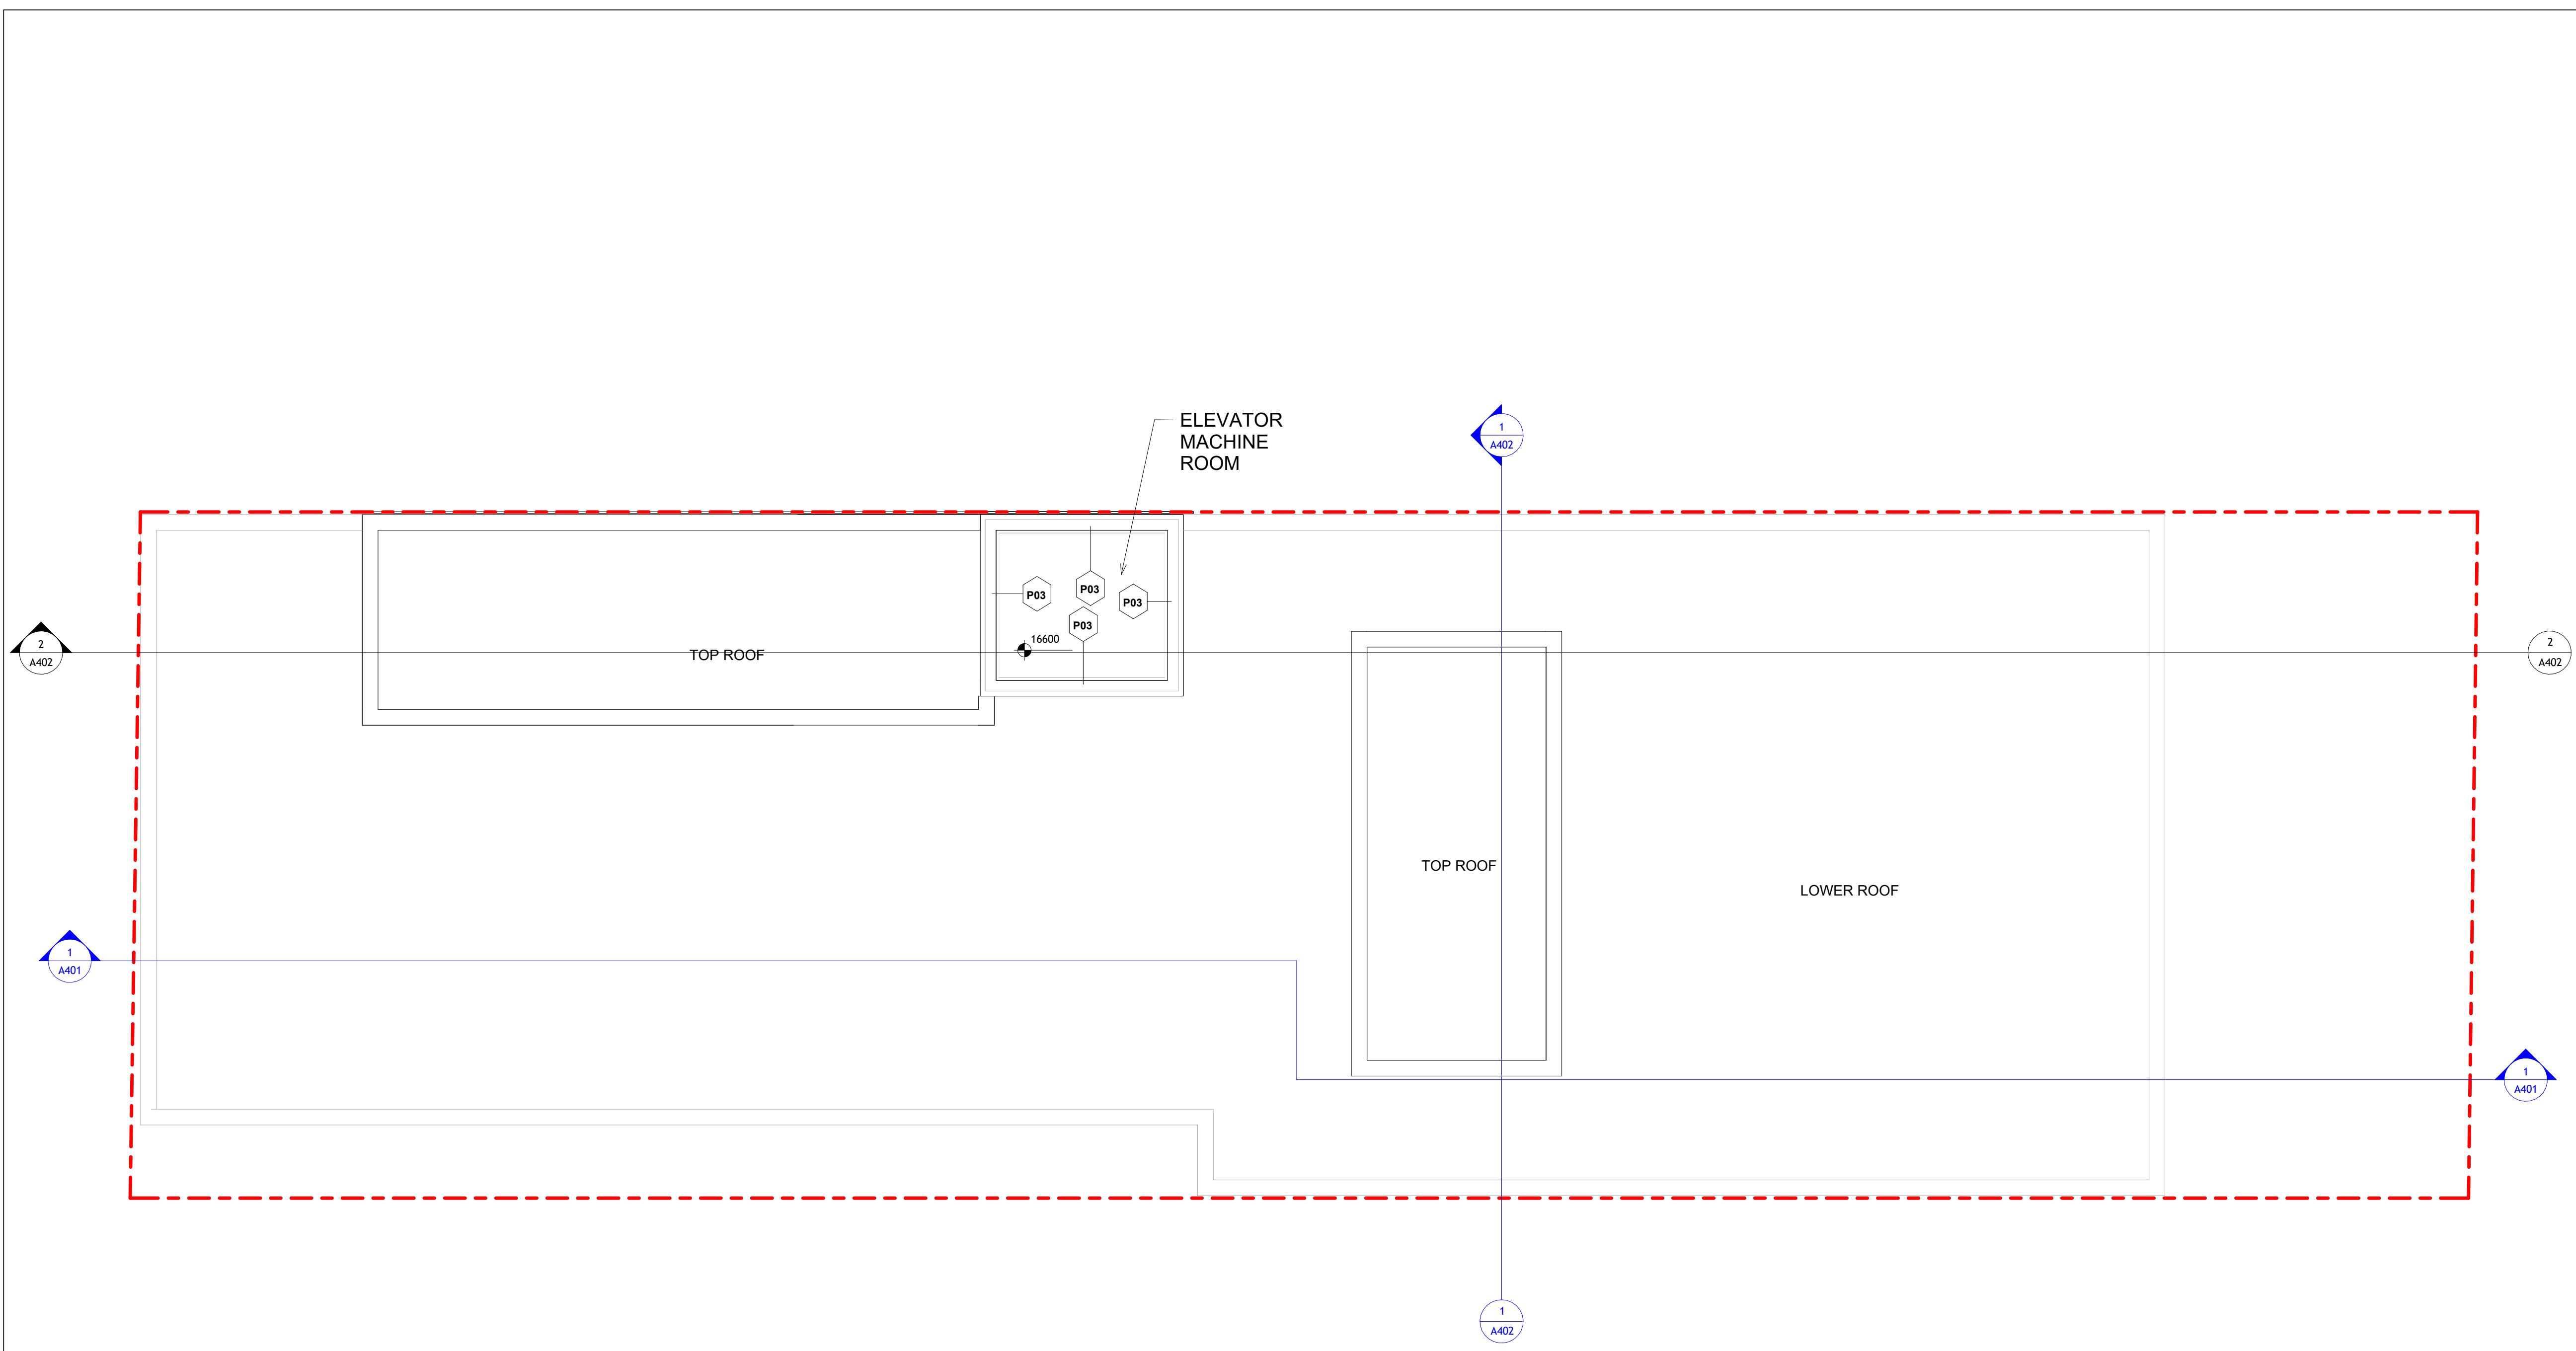 ELEVATOR
MACHINE
ROOM
1
A402
P03
P03
P03
P03
16600
2
A402
TOP ROOF
2
A402
TOP ROOF
LOWER ROOF
1
A401
1
A401
1
A402